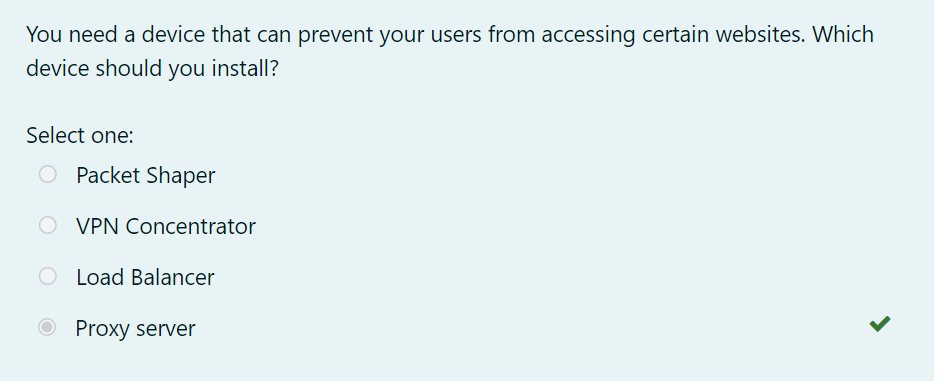 You need a device that can prevent your users from accessing certain websites. Which
device should you install?
Select one:
Packet Shaper
VPN Concentrator
Load Balancer
Proxy server